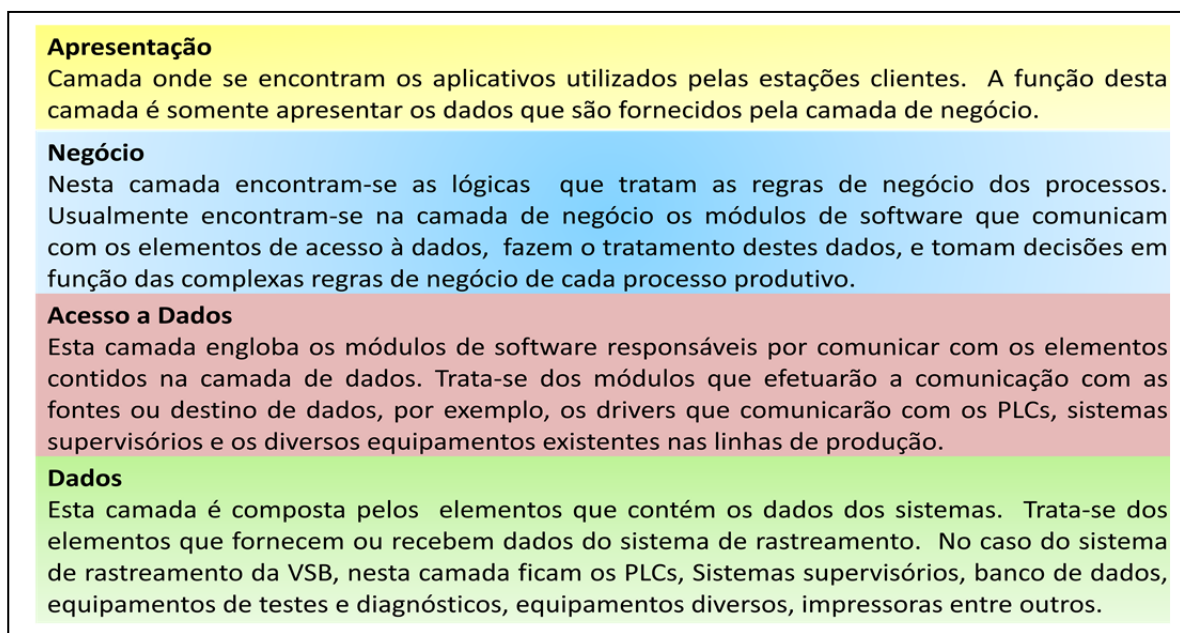 Apresentação
Camada onde se encontram os aplicativos utilizados pelas estações clientes. A função desta
camada é somente apresentar os dados que são fornecidos pela camada de negócio.
Negócio
Nesta camada encontram-se as lógicas que tratam as regras de negócio dos processos.
Usualmente encontram-se na camada de negócio os módulos de software que comunicam
com os elementos de acesso à dados, fazem o tratamento destes dados, e tomam decisões em
função das complexas regras de negócio de cada processo produtivo.
Acesso a Dados
Esta camada engloba os módulos de software responsáveis por comunicar com os elementos
contidos na camada de dados. Trata-se dos módulos que efetuarão a comunicação com as
fontes ou destino de dados, por exemplo, os drivers que comunicarão com os PLCs, sistemas
supervisórios e os diversos equipamentos existentes nas linhas de produção.
Dados
Esta camada é composta pelos elementos que contém os dados dos sistemas. Trata-se dos
elementos que fornecem ou recebem dados do sistema de rastreamento. No caso do sistema
de rastreamento da VSB, nesta camada ficam os PLCs, Sistemas supervisórios, banco de dados,
equipamentos de testes e diagnósticos, equipamentos diversos, impressoras entre outros.